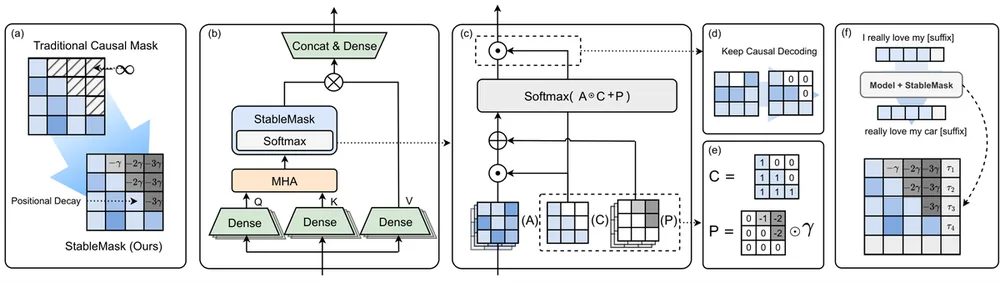 (a)
Traditional Causal Mask
∞
-γ -2γ -3γ
-2γ -3γ
-3γ
Positional Decay
StableMask (Ours)
(b)
Concat & Dense
StableMask
Softmax
MHA
Q K V
Dense Dense Dense
(c)
Softmax( A⊙C+P )
(A) (C) (P)
(d)
Keep Causal Decoding
0 0
0
(e)
C =
1 0 0
1 1 0
1 1 1
P =
0 -1 -2
0 0 -2
0 0 0
⊙γ
(f)
I really love my [suffix]
Model + StableMask
really love my car [suffix]
-γ -2γ -3γ τ1
-2γ -3γ τ2
-3γ τ3
τ4